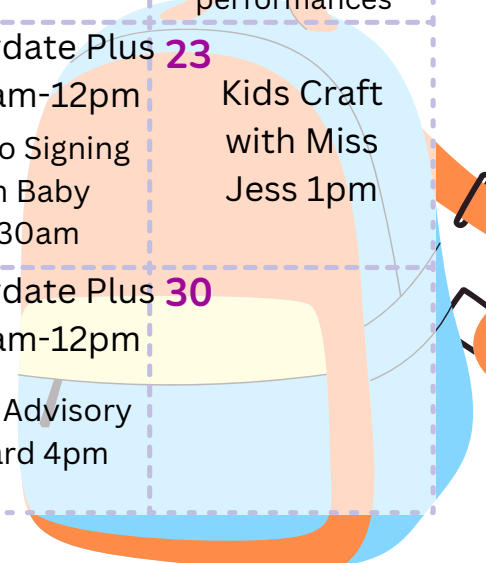 performances
date Plus
am-12pm
o Signing
Baby
30am
23
Kids Craft
with Miss
Jess 1pm
date Plus
am-12pm
Advisory
ard 4pm
30